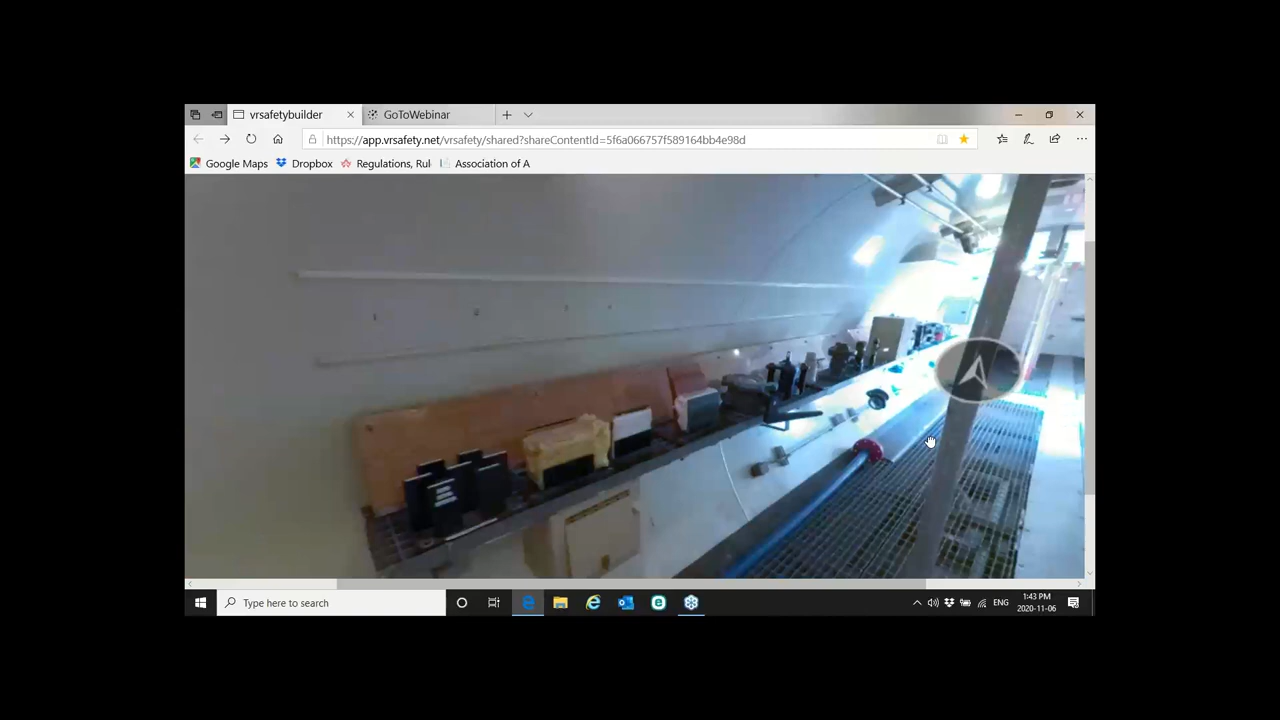 vrsafetybuilder
GoToWebinar
https://app.vrsafety.net/vrsafety/shared?shareContentId=5f6a066757f589164bb4e98d
Google Maps
Dropbox
Regulations, Rul
Association of A
Type here to search
ENG
1:43 PM
2020-11-06